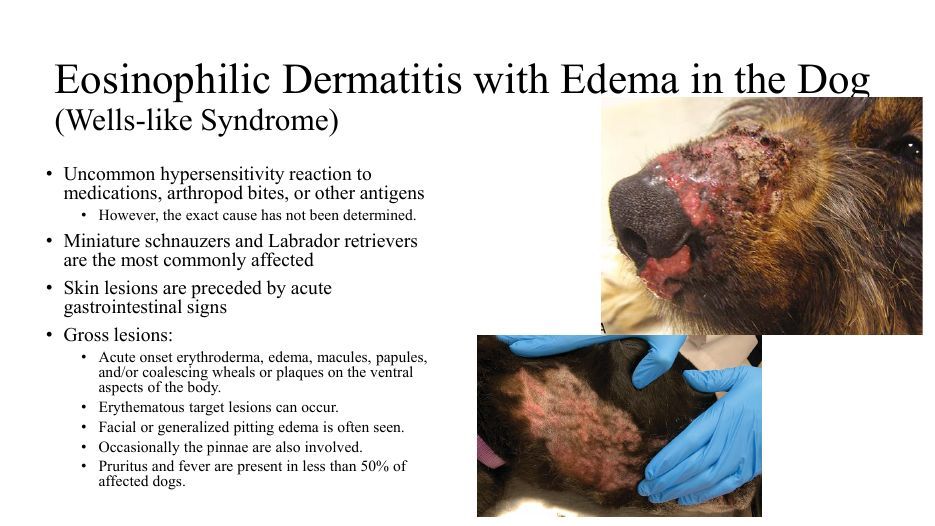 Eosinophilic Dermatitis with Edema in the Dog
(Wells-like Syndrome)
• Uncommon hypersensitivity reaction to
medications, arthropod bites, or other antigens
• However, the exact cause has not been determined.
• Miniature schnauzers and Labrador retrievers
are the most commonly affected
• Skin lesions are preceded by acute
gastrointestinal signs
• Gross lesions:
• Acute onset erythroderma, edema, macules, papules,
and/or coalescing wheals or plaques on the ventral
aspects of the body.
• Erythematous target lesions can occur.
• Facial or generalized pitting edema is often seen.
• Occasionally the pinnae are also involved.
• Pruritus and fever are present in less than 50% of
affected dogs.
A